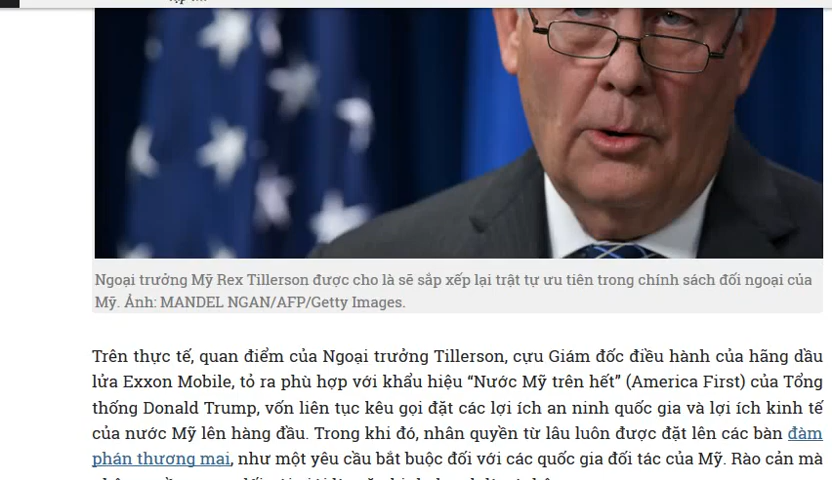 Ngoại trưởng Mỹ Rex Tillerson được cho là sẽ sắp xếp lại trật tự ưu tiên trong chính sách đối ngoại của
Mỹ. Ảnh: MANDEL NGAN/AFP/Getty Images.
Trên thực tế, quan điểm của Ngoại trưởng Tillerson, cựu Giám đốc điều hành của hãng dầu
lửa Exxon Mobile, tỏ ra phù hợp với khẩu hiệu “Nước Mỹ trên hết” (America First) của Tổng
thống Donald Trump, vốn liên tục kêu gọi đặt các lợi ích an ninh quốc gia và lợi ích kinh tế
của nước Mỹ lên hàng đầu. Trong khi đó, nhân quyền từ lâu luôn được đặt lên các bàn đàm
phán thương mại, như một yêu cầu bắt buộc đối với các quốc gia đối tác của Mỹ. Rào cản mà